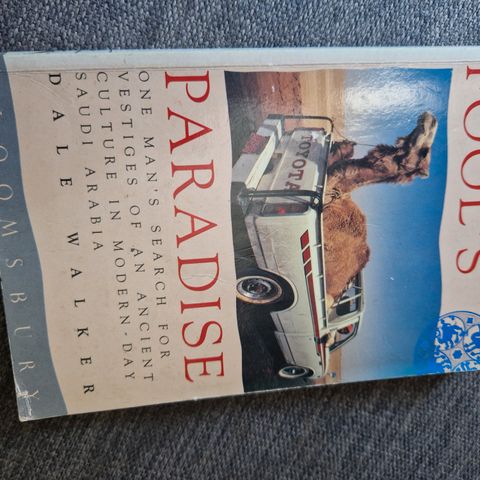 FOOL'S
TOYOTA
PARADISE
ONE MAN'S SEARCH FOR
VESTIGES OF AN ANCIENT
CULTURE IN MODERN-DAY
SAUDI ARABIA
DALE WALKER
BLOOMSBURY